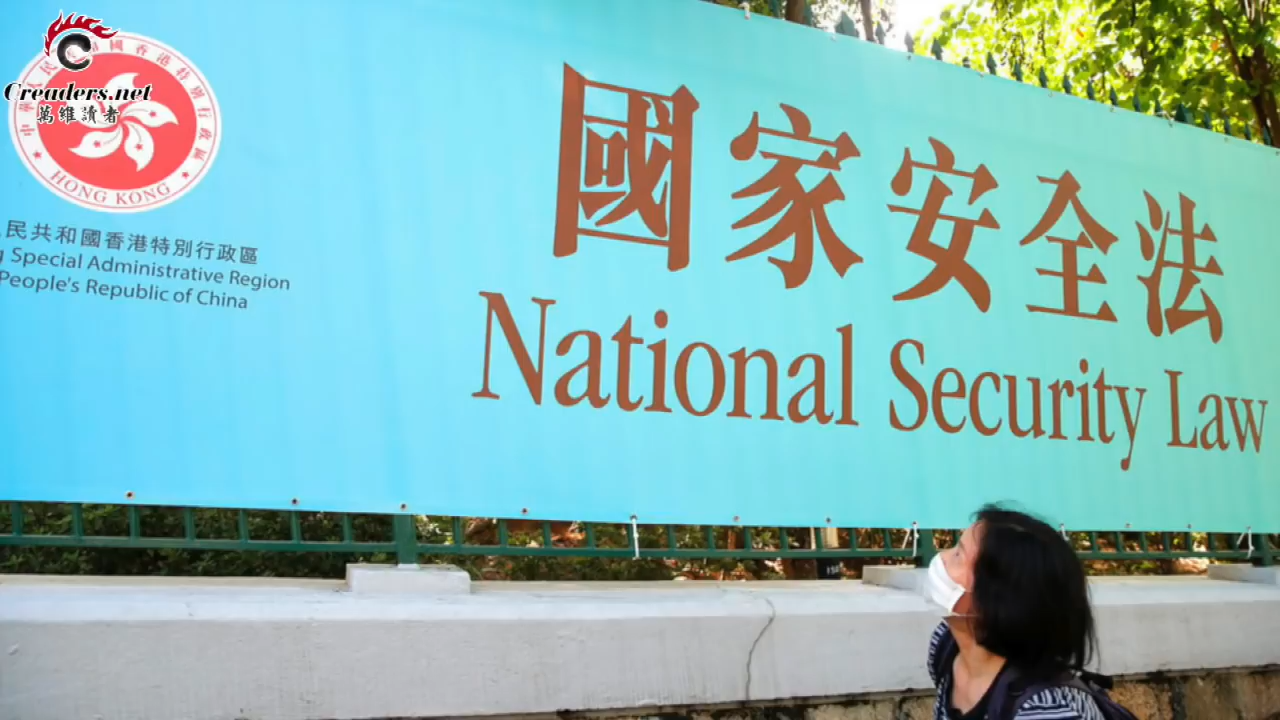 Creaders.net
萬維讀者
HONG KONG
民共和國香港特別行政區
Special Administrative Region
People's Republic of China
國家安全法
National Security Law